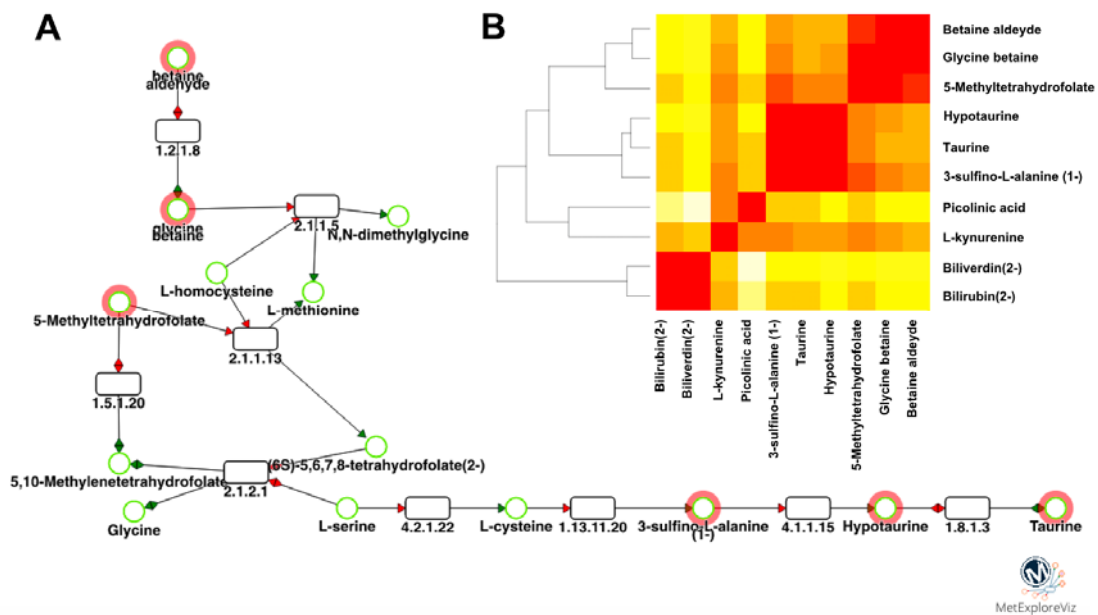 A
betaine
aldehyde
1.2.1.8
glycine
betaine
2.1.1.5
N,N-dimethylglycine
L-homocysteine
L-methionine
5-Methyltetrahydrofolate
2.1.1.13
1.5.1.20
(6S)-5,6,7,8-tetrahydrofolate(2-)
5,10-Methylenetetrahydrofolate
2.1.2.1
Glycine
L-serine
4.2.1.22
L-cysteine
1.13.11.20
3-sulfino-L-alanine
(1-)
4.1.1.15
Hypotaurine
1.8.1.3
Taurine
B
Betaine aldeyde
Glycine betaine
5-Methyltetrahydrofolate
Hypotaurine
Taurine
3-sulfino-L-alanine (1-)
Picolinic acid
L-kynurenine
Biliverdin(2-)
Bilirubin(2-)
Bilirubin(2-)
Biliverdin(2-)
L-kynurenine
Picolinic acid
3-sulfino-L-alanine (1-)
Taurine
Hypotaurine
5-Methyltetrahydrofolate
Glycine betaine
Betaine aldeyde
M
MetExploreViz